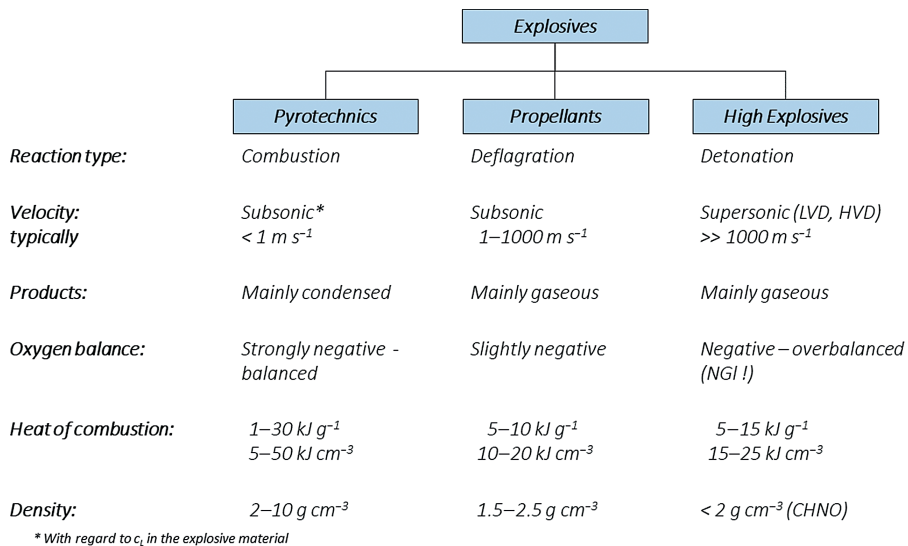 Explosives
Pyrotechnics Propellants High Explosives
Reaction type: Combustion Deflagration Detonation
Velocity: Subsonic* Subsonic Supersonic (LVD, HVD)
typically < 1 m s⁻¹ 1–1000 m s⁻¹ >> 1000 m s⁻¹
Products: Mainly condensed Mainly gaseous Mainly gaseous
Oxygen balance: Strongly negative - Slightly negative Negative – overbalanced
balanced (NGl !)
Heat of combustion: 1–30 kJ g⁻¹ 5–10 kJ g⁻¹ 5–15 kJ g⁻¹
5–50 kJ cm⁻³ 10–20 kJ cm⁻³ 15–25 kJ cm⁻³
Density: 2–10 g cm⁻³ 1.5–2.5 g cm⁻³ < 2 g cm⁻³ (CHNO)
* With regard to c_L in the explosive material